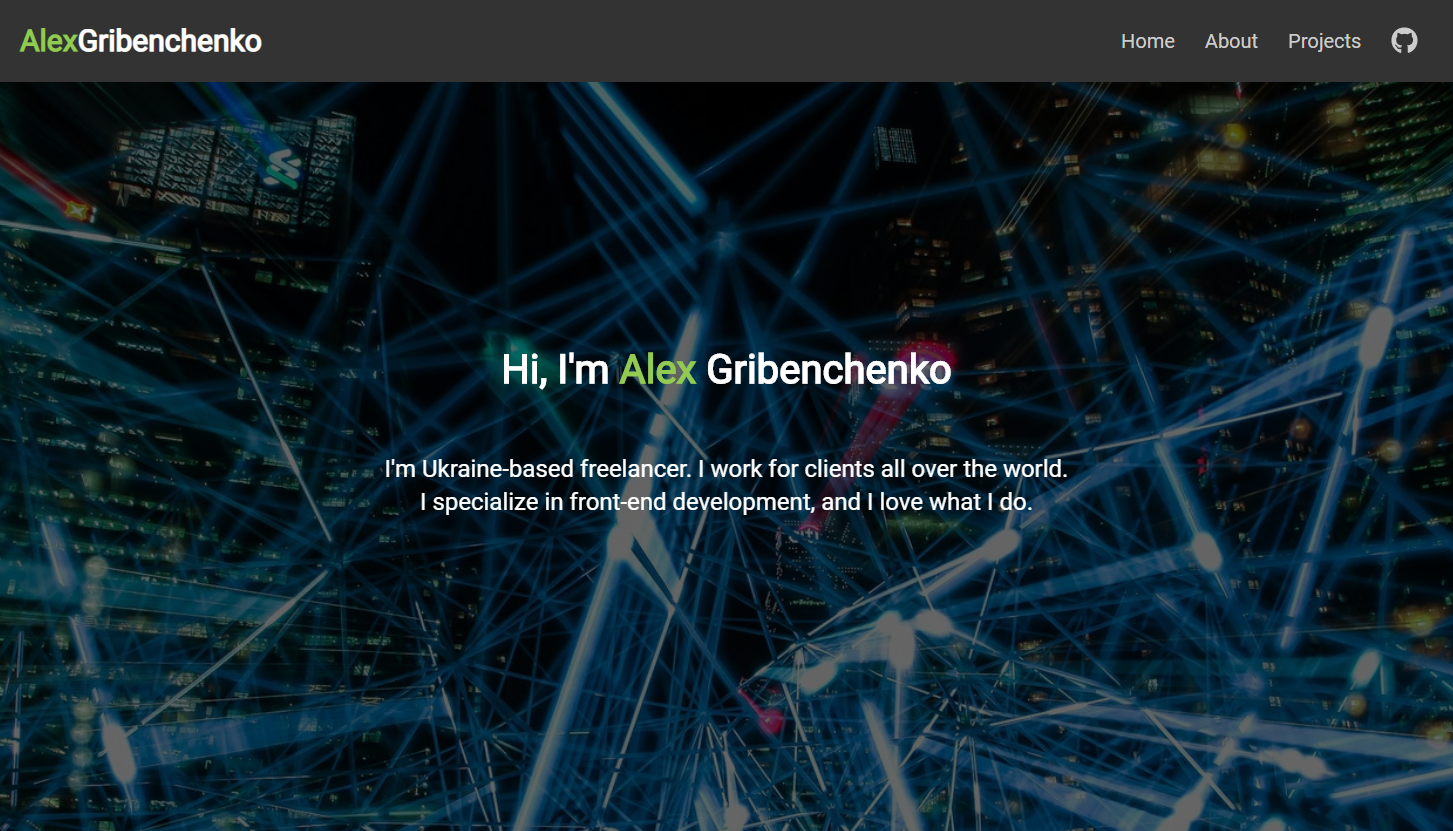 AlexGribenchenko
Home About Projects
Hi, I'm Alex Gribenchenko
I'm Ukraine-based freelancer. I work for clients all over the world.
I specialize in front-end development, and I love what I do.